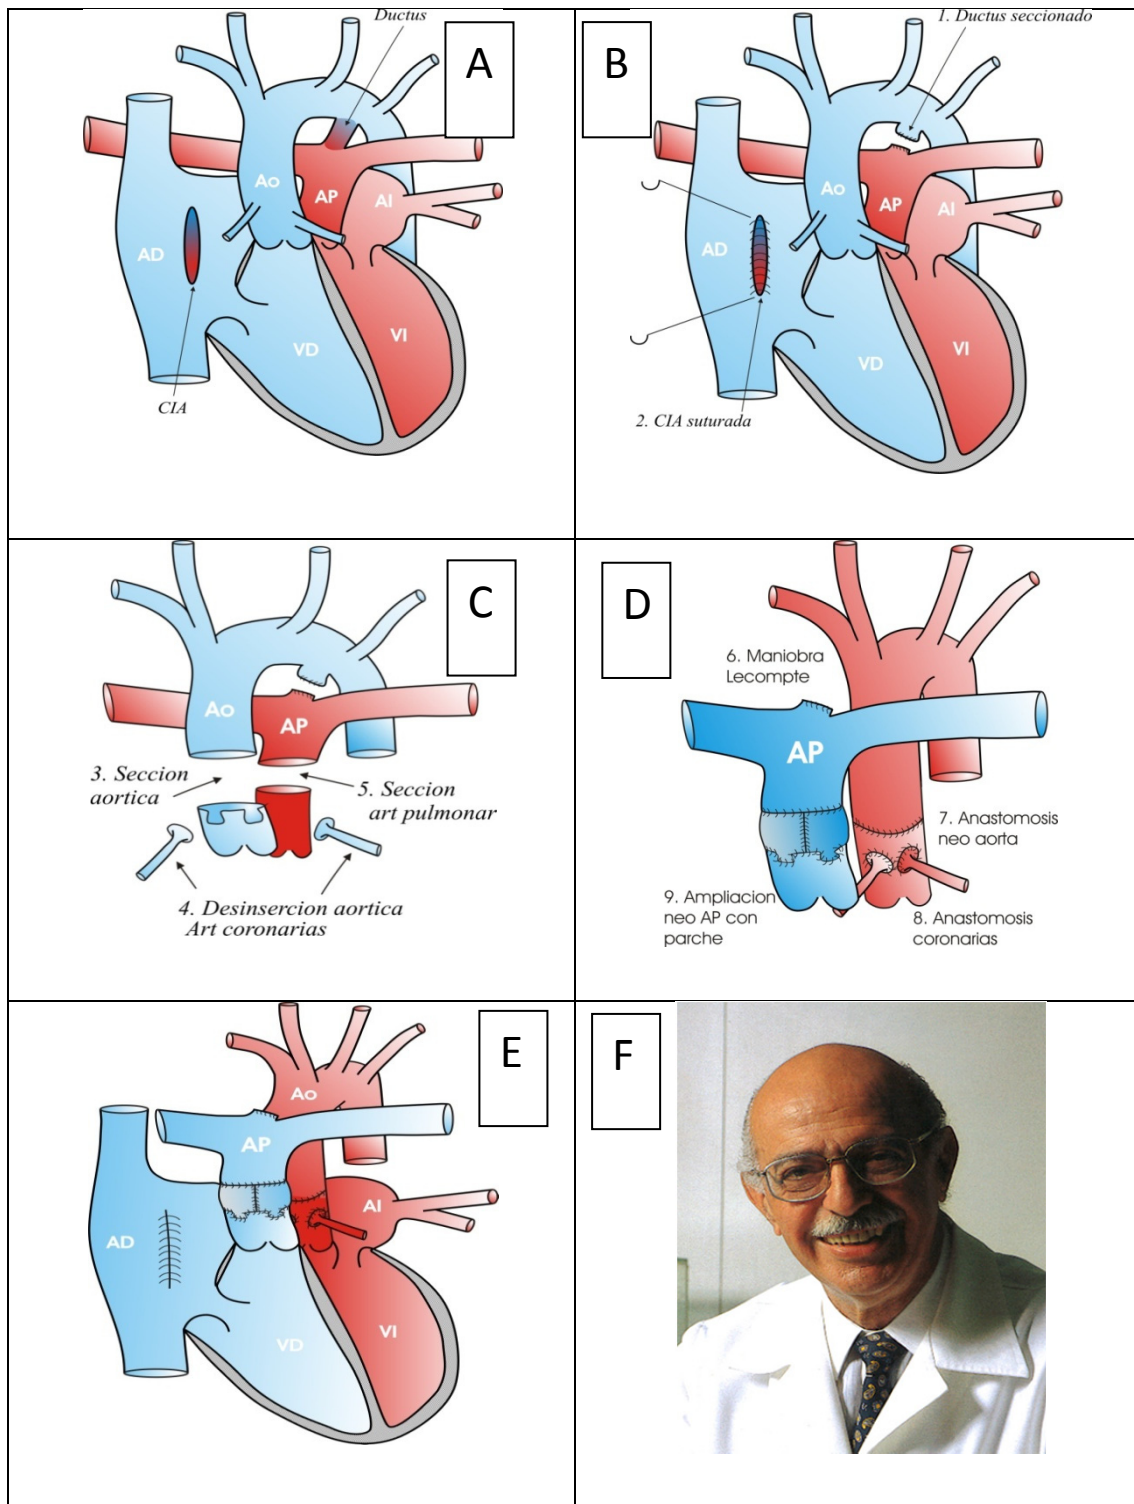 Ductus
A
Ao
AP
AI
AD
VI
VD
CIA
B
1. Ductus seccionado
Ao
AP
AI
AD
VI
VD
2. CIA suturada
C
Ao
AP
3. Seccion
aortica
5. Seccion
art pulmonar
4. Desinsercion aortica
Art coronarias
D
6. Maniobra
Lecompte
AP
7. Anastomosis
neo aorta
9. Ampliacion
neo AP con
parche
8. Anastomosis
coronarias
E
Ao
AP
AI
AD
VI
VD
F